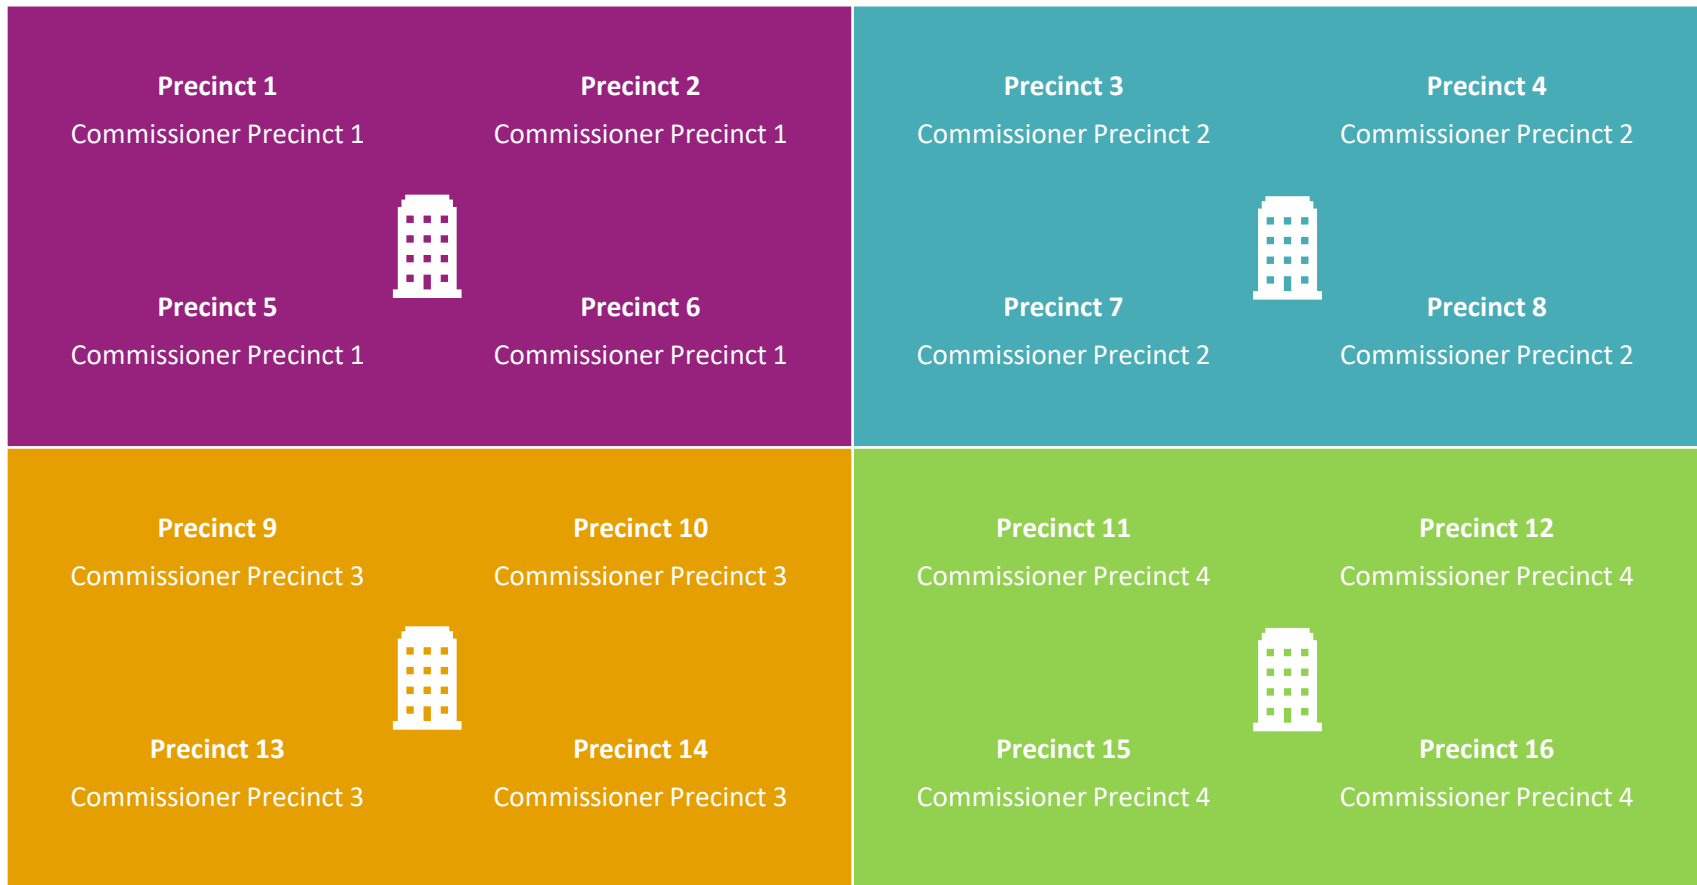 Precinct 1
Commissioner Precinct 1
Precinct 2
Commissioner Precinct 1
Precinct 3
Commissioner Precinct 2
Precinct 4
Commissioner Precinct 2
Precinct 5
Commissioner Precinct 1
Precinct 6
Commissioner Precinct 1
Precinct 7
Commissioner Precinct 2
Precinct 8
Commissioner Precinct 2
Precinct 9
Commissioner Precinct 3
Precinct 10
Commissioner Precinct 3
Precinct 11
Commissioner Precinct 4
Precinct 12
Commissioner Precinct 4
Precinct 13
Commissioner Precinct 3
Precinct 14
Commissioner Precinct 3
Precinct 15
Commissioner Precinct 4
Precinct 16
Commissioner Precinct 4